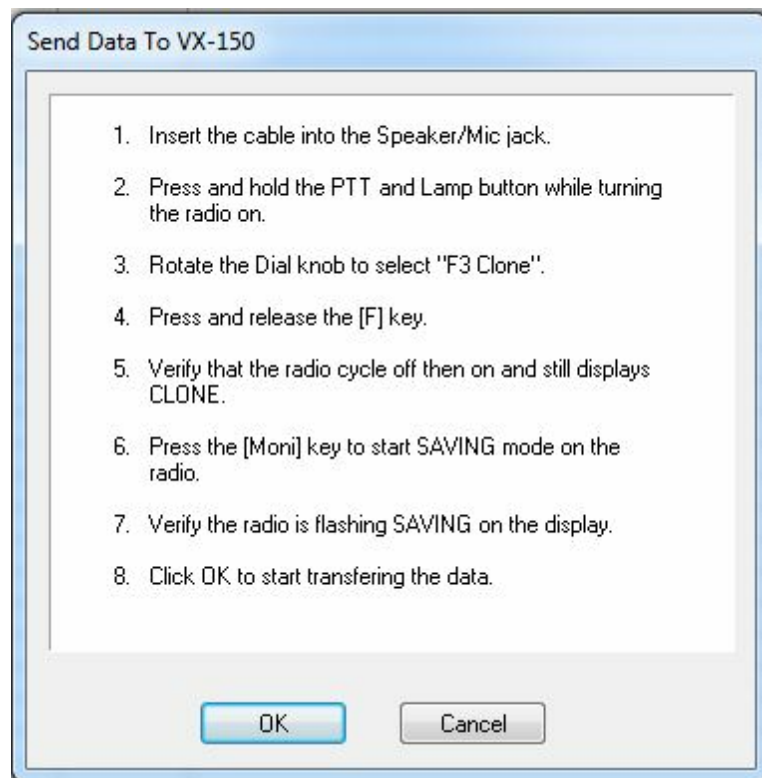 Send Data To VX-150
1. Insert the cable into the Speaker/Mic jack.
2. Press and hold the PTT and Lamp button while turning
the radio on.
3. Rotate the Dial knob to select "F3 Clone".
4. Press and release the [F] key.
5. Verify that the radio cycle off then on and still displays
CLONE.
6. Press the [Moni] key to start SAVING mode on the
radio.
7. Verify the radio is flashing SAVING on the display.
8. Click OK to start transfering the data.
OK
Cancel